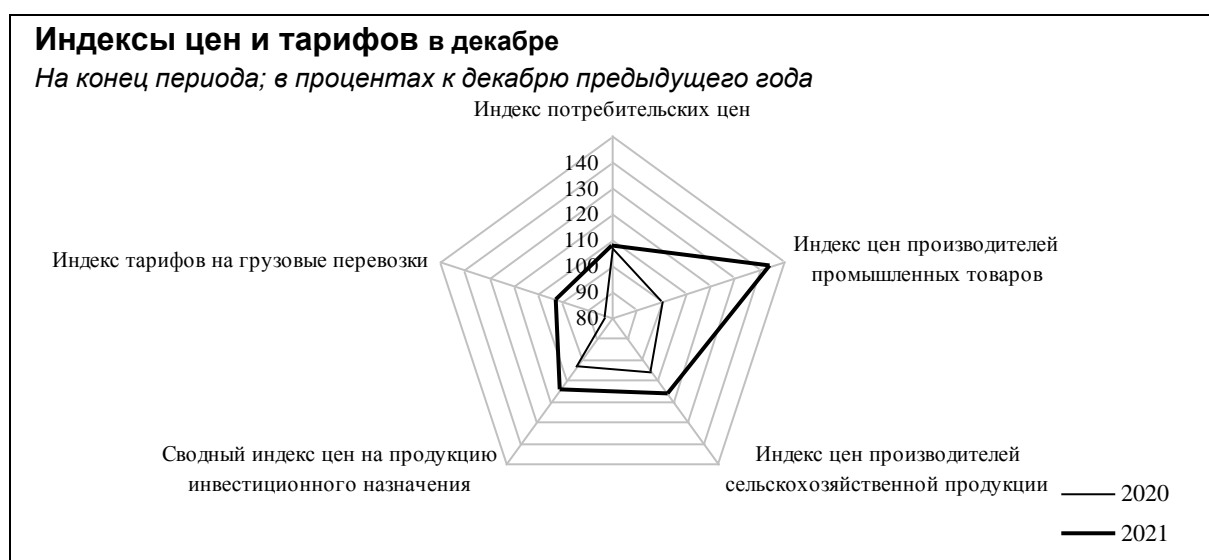 Индексы цен и тарифов в декабре
На конец периода; в процентах к декабрю предыдущего года
Индекс потребительских цен
140
130
120
110
100
90
80
Индекс цен производителей
промышленных товаров
Индекс тарифов на грузовые перевозки
Сводный индекс цен на продукцию
инвестиционного назначения
Индекс цен производителей
сельскохозяйственной продукции
2020
2021